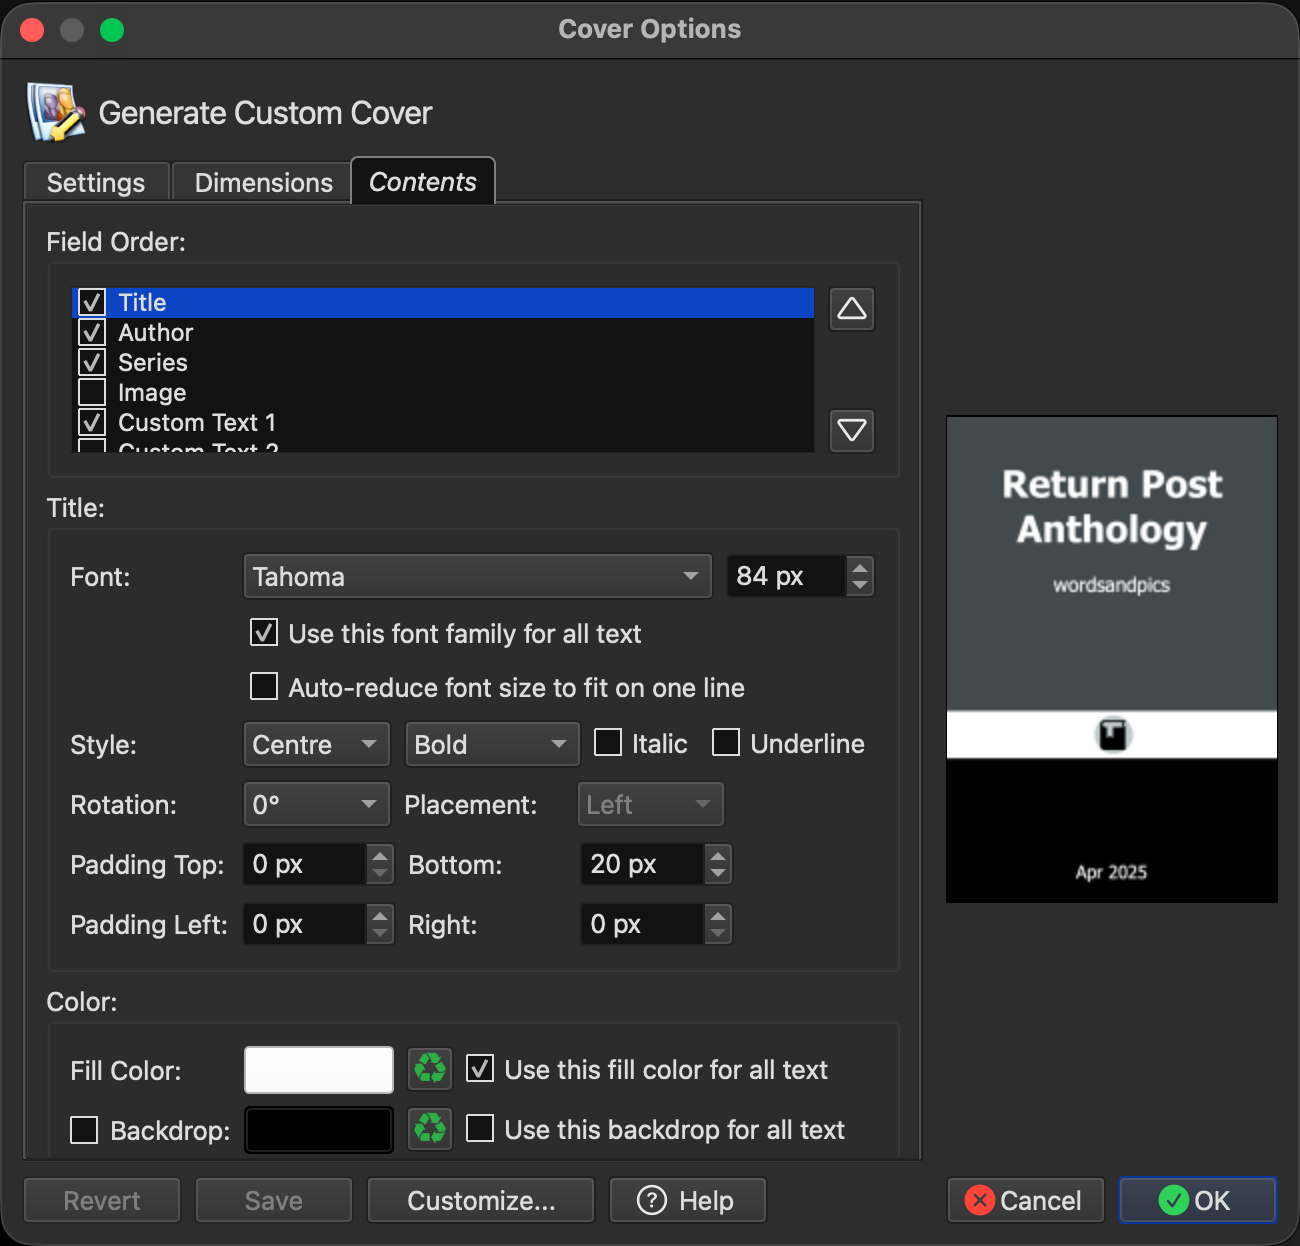 Cover Options
Generate Custom Cover
Settings Dimensions Contents
Field Order:
Title
Author
Series
Image
Custom Text 1
Custom Text 2
Title:
Font: Tahoma 84 px
Use this font family for all text
Auto-reduce font size to fit on one line
Style: Centre Bold Italic Underline
Rotation: 0° Placement: Left
Padding Top: 0 px Bottom: 20 px
Padding Left: 0 px Right: 0 px
Color:
Fill Color: Use this fill color for all text
Backdrop: Use this backdrop for all text
Return Post
Anthology
wordsandpics
T
Apr 2025
Revert Save Customize... ? Help Cancel OK